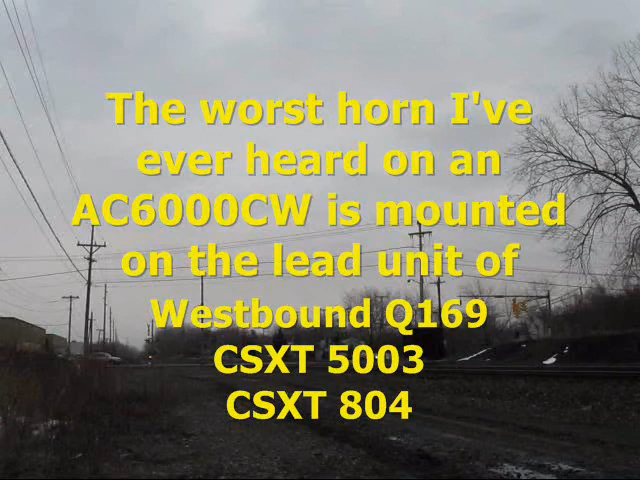 The worst horn I've
ever heard on an
AC6000CW is mounted
on the lead unit of
Westbound Q169
CSXT 5003
CSXT 804